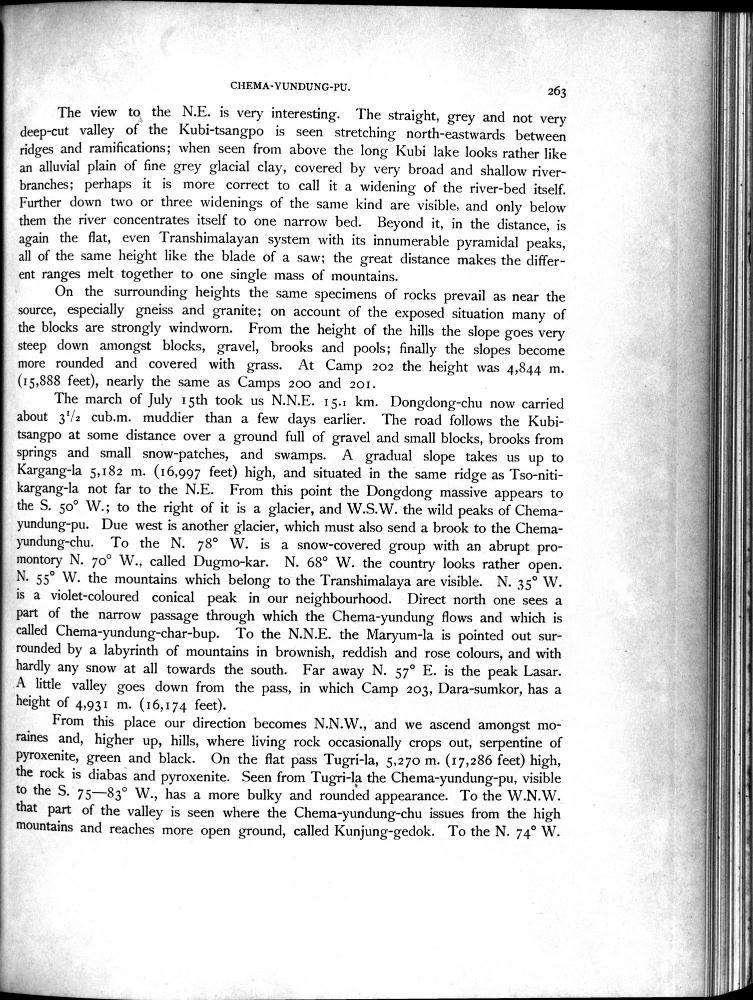 CHEMA-YUNDUNG-PU.
263
The view to the N.E. is very interesting. The straight, grey and not very
deep-cut valley of the Kubi-tsangpo is seen stretching north-eastwards between
ridges and ramifications; when seen from above the long Kubi lake looks rather like
an alluvial plain of fine grey glacial clay, covered by very broad and shallow river-
branches; perhaps it is more correct to call it a widening of the river-bed itself.
Further down two or three widenings of the same kind are visible, and only below
them the river concentrates itself to one narrow bed. Beyond it, in the distance, is
again the flat, even Transhimalayan system with its innumerable pyramidal peaks,
all of the same height like the blade of a saw; the great distance makes the differ-
ent ranges melt together to one single mass of mountains.
On the surrounding heights the same specimens of rocks prevail as near the
source, especially gneiss and granite; on account of the exposed situation many of
the blocks are strongly windworn. From the height of the hills the slope goes very
steep down amongst blocks, gravel, brooks and pools; finally the slopes become
more rounded and covered with grass. At Camp 202 the height was 4,844 m.
(15,888 feet), nearly the same as Camps 200 and 201.
The march of July 15th took us N.N.E. 15.1 km. Dongdong-chu now carried
about 3¹/₂ cub.m. muddier than a few days earlier. The road follows the Kubi-
tsangpo at some distance over a ground full of gravel and small blocks, brooks from
springs and small snow-patches, and swamps. A gradual slope takes us up to
Kargang-la 5,182 m. (16,997 feet) high, and situated in the same ridge as Tso-niti-
kargang-la not far to the N.E. From this point the Dongdong massive appears to
the S. 50° W.; to the right of it is a glacier, and W.S.W. the wild peaks of Chema-
yundung-pu. Due west is another glacier, which must also send a brook to the Chema-
yundung-chu. To the N. 78° W. is a snow-covered group with an abrupt pro-
montory N. 70° W., called Dugmo-kar. N. 68° W. the country looks rather open.
N. 55° W. the mountains which belong to the Transhimalaya are visible. N. 35° W.
is a violet-coloured conical peak in our neighbourhood. Direct north one sees a
part of the narrow passage through which the Chema-yundung flows and which is
called Chema-yundung-char-bup. To the N.N.E. the Maryum-la is pointed out sur-
rounded by a labyrinth of mountains in brownish, reddish and rose colours, and with
hardly any snow at all towards the south. Far away N. 57° E. is the peak Lasar.
A little valley goes down from the pass, in which Camp 203, Dara-sumkor, has a
height of 4,931 m. (16,174 feet).
From this place our direction becomes N.N.W., and we ascend amongst mo-
raines and, higher up, hills, where living rock occasionally crops out, serpentine of
pyroxenite, green and black. On the flat pass Tugri-la, 5,270 m. (17,286 feet) high,
the rock is diabas and pyroxenite. Seen from Tugri-la the Chema-yundung-pu, visible
to the S. 75—83° W., has a more bulky and rounded appearance. To the W.N.W.
that part of the valley is seen where the Chema-yundung-chu issues from the high
mountains and reaches more open ground, called Kunjung-gedok. To the N. 74° W.